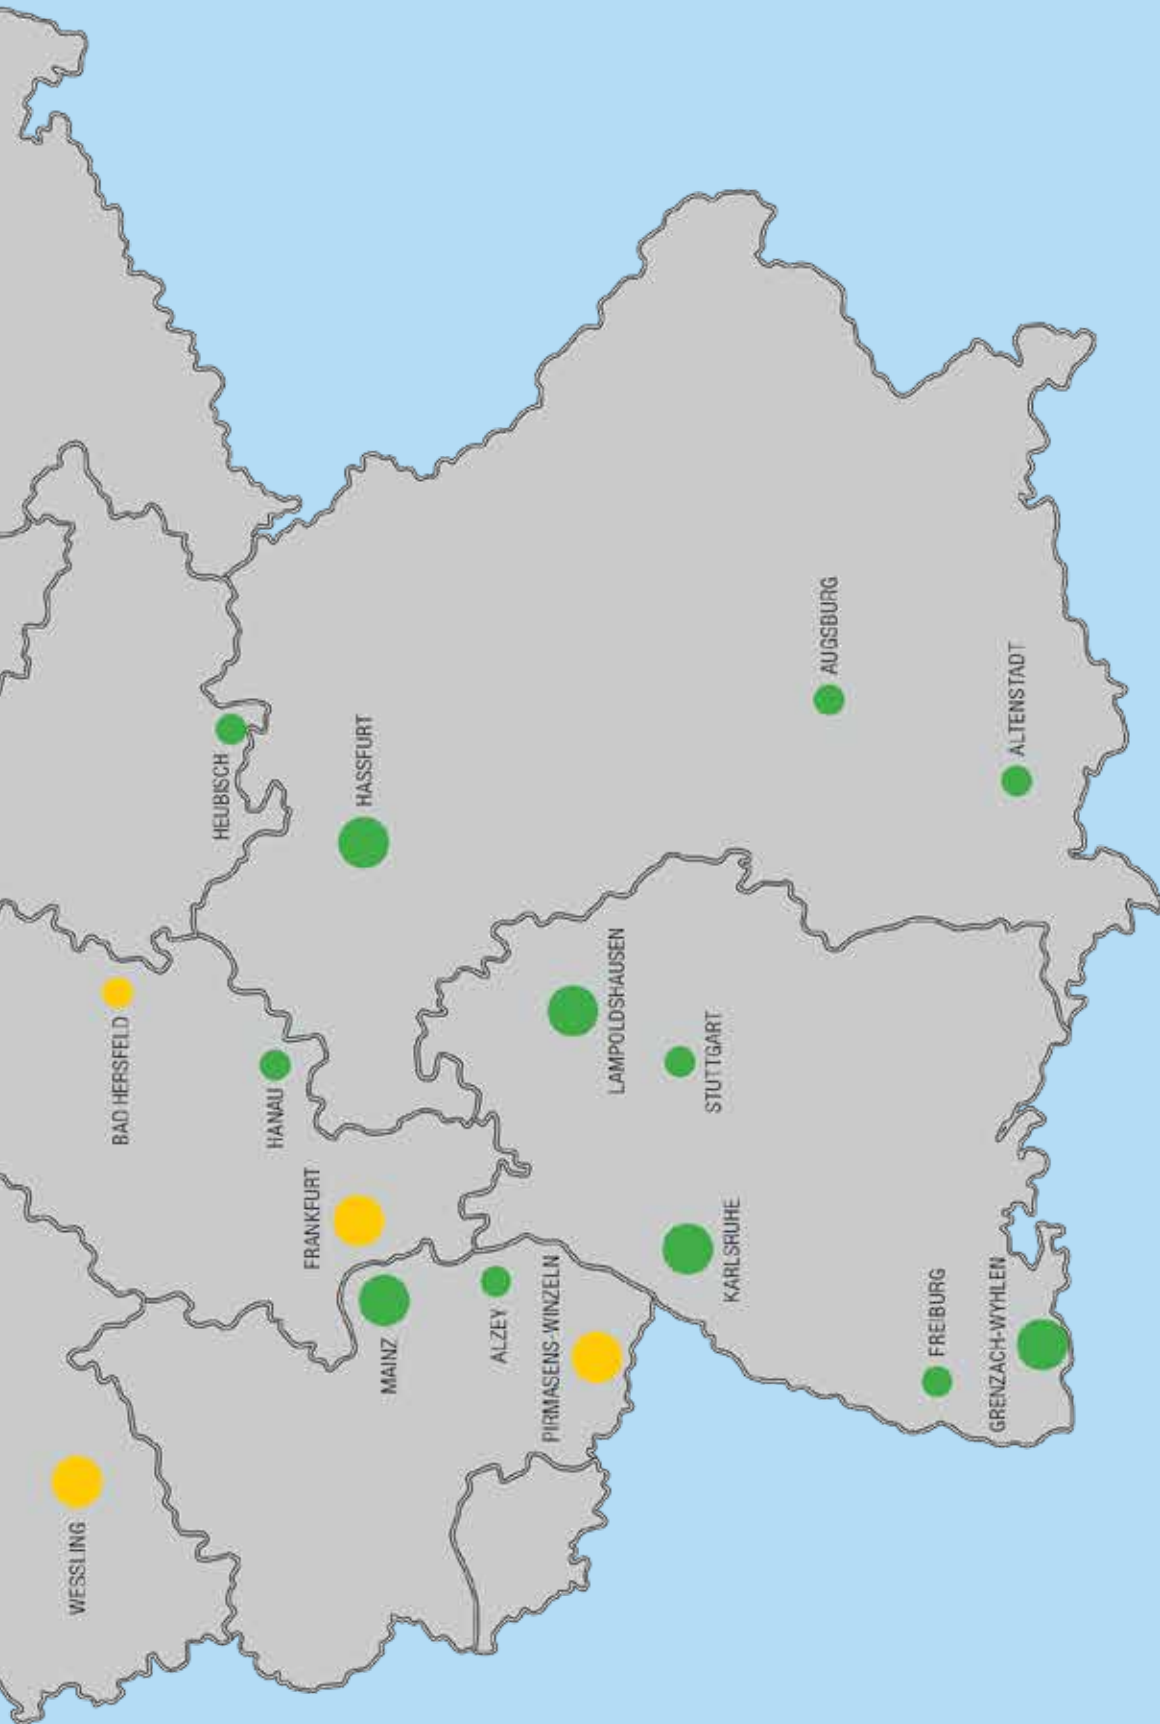 WESSLING
BAD HERSFELD
HEUBISCH
HANAU
FRANKFURT
HASSFURT
MAINZ
ALZEY
PIRMASENS-WINZELN
LAMPOLDSHAUSEN
STUTTGART
KARLSRUHE
AUGSBURG
FREIBURG
GRENZACH-WYHLEN
ALTENSTADT